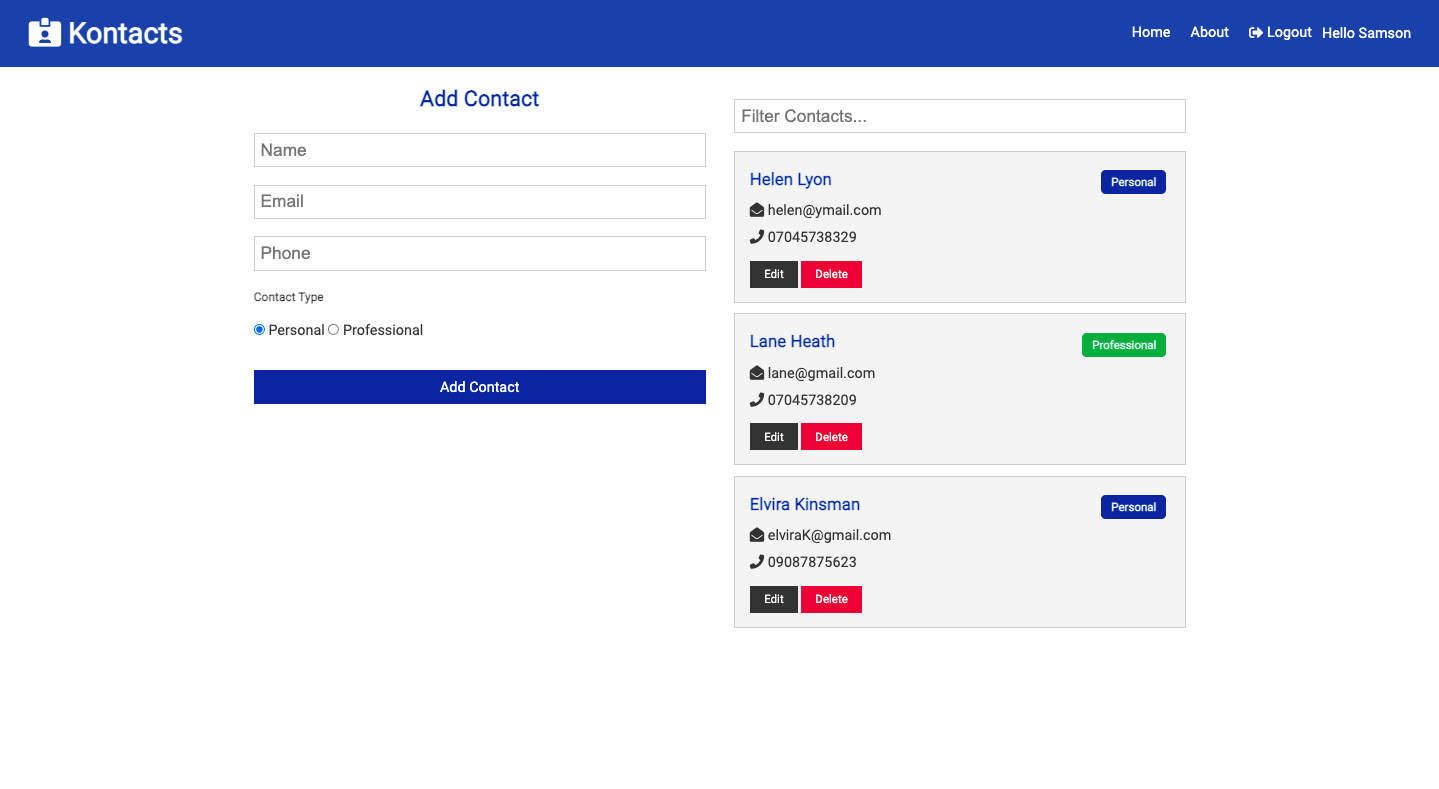 Kontacts
Home About Logout Hello Samson
Add Contact
Name
Email
Phone
Contact Type
Personal Professional
Add Contact
Filter Contacts...
Helen Lyon Personal
helen@ymail.com
07045738329
Edit Delete
Lane Heath Professional
lane@gmail.com
07045738209
Edit Delete
Elvira Kinsman Personal
elviraK@gmail.com
09087875623
Edit Delete